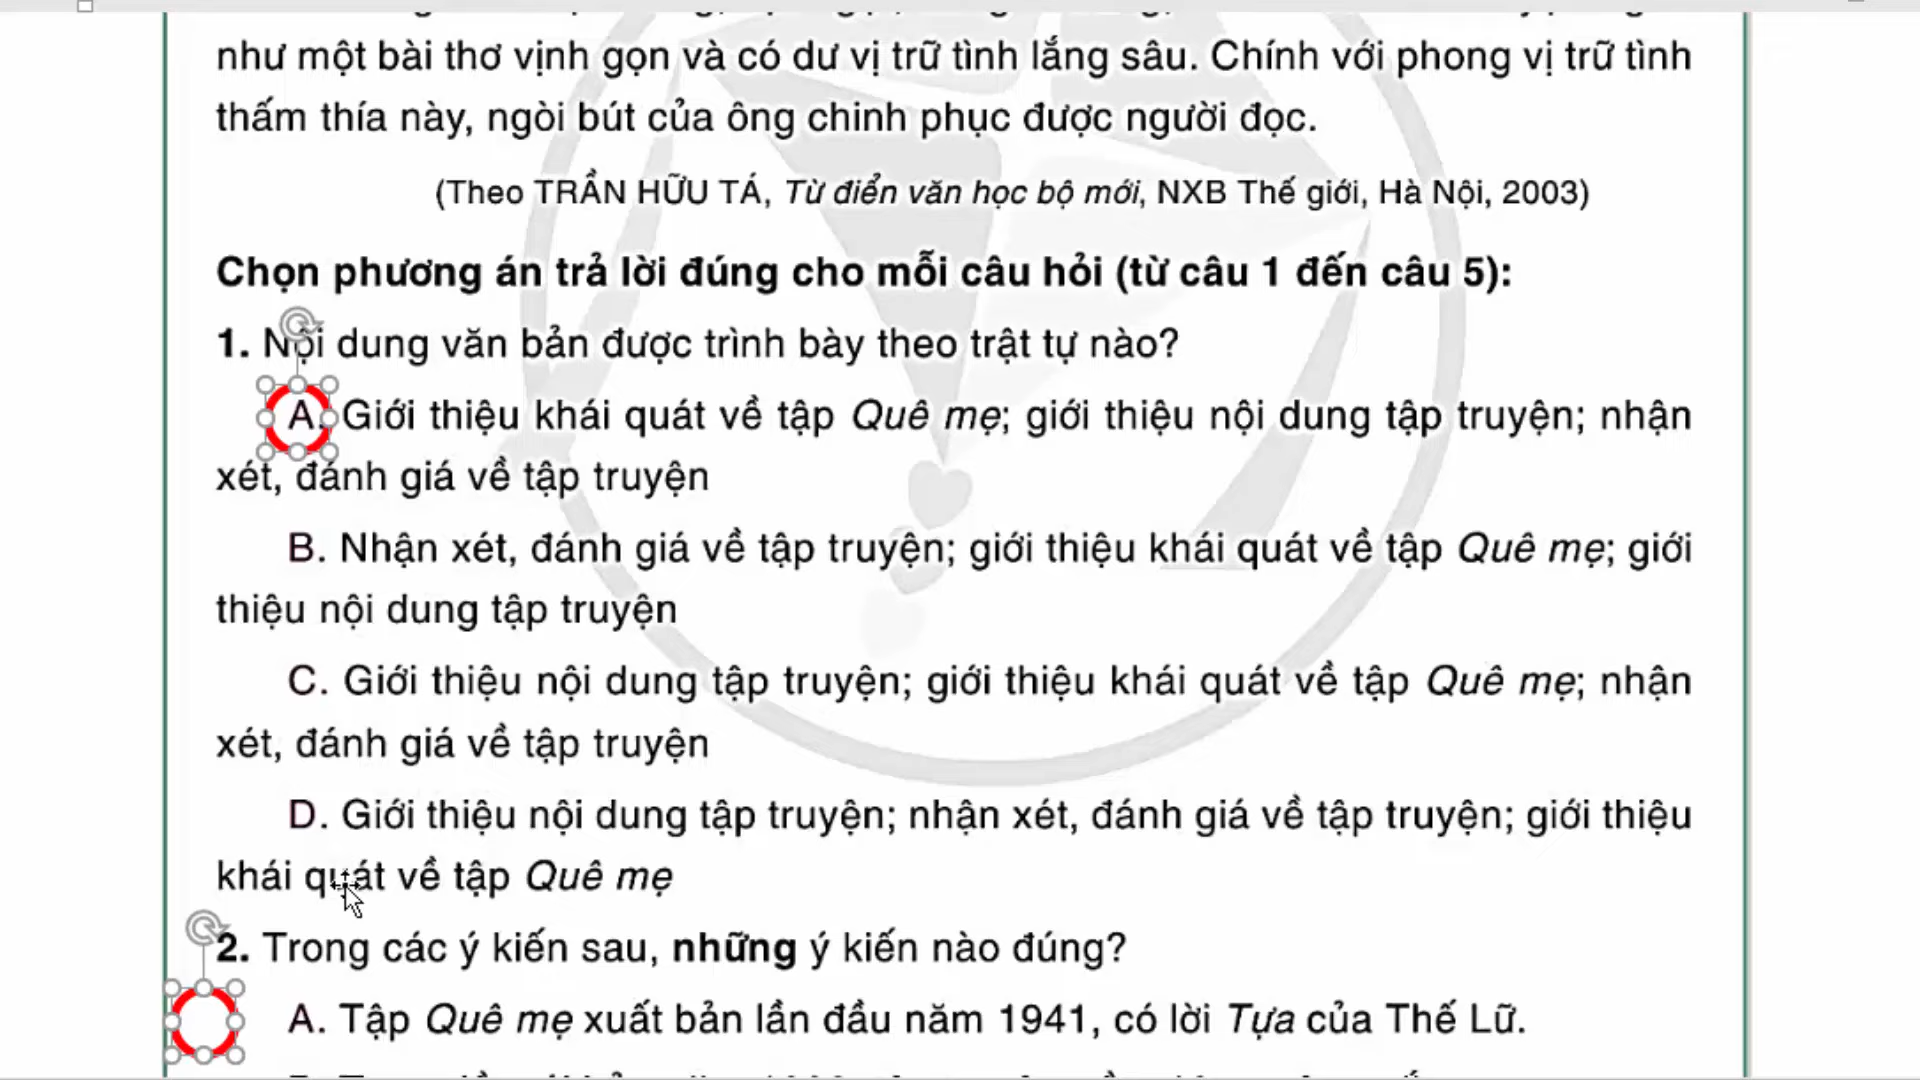 như một bài thơ vịnh gọn và có dư vị trữ tình lắng sâu. Chính với phong vị trữ tình
thấm thía này, ngòi bút của ông chinh phục được người đọc.
(Theo TRẦN HỮU TÁ, Từ điển văn học bộ mới, NXB Thế giới, Hà Nội, 2003)
Chọn phương án trả lời đúng cho mỗi câu hỏi (từ câu 1 đến câu 5):
1. Nội dung văn bản được trình bày theo trật tự nào?
A. Giới thiệu khái quát về tập Quê mẹ; giới thiệu nội dung tập truyện; nhận
xét, đánh giá về tập truyện
B. Nhận xét, đánh giá về tập truyện; giới thiệu khái quát về tập Quê mẹ; giới
thiệu nội dung tập truyện
C. Giới thiệu nội dung tập truyện; giới thiệu khái quát về tập Quê mẹ; nhận
xét, đánh giá về tập truyện
D. Giới thiệu nội dung tập truyện; nhận xét, đánh giá về tập truyện; giới thiệu
khái quát về tập Quê mẹ
2. Trong các ý kiến sau, những ý kiến nào đúng?
A. Tập Quê mẹ xuất bản lần đầu năm 1941, có lời Tựa của Thế Lữ.